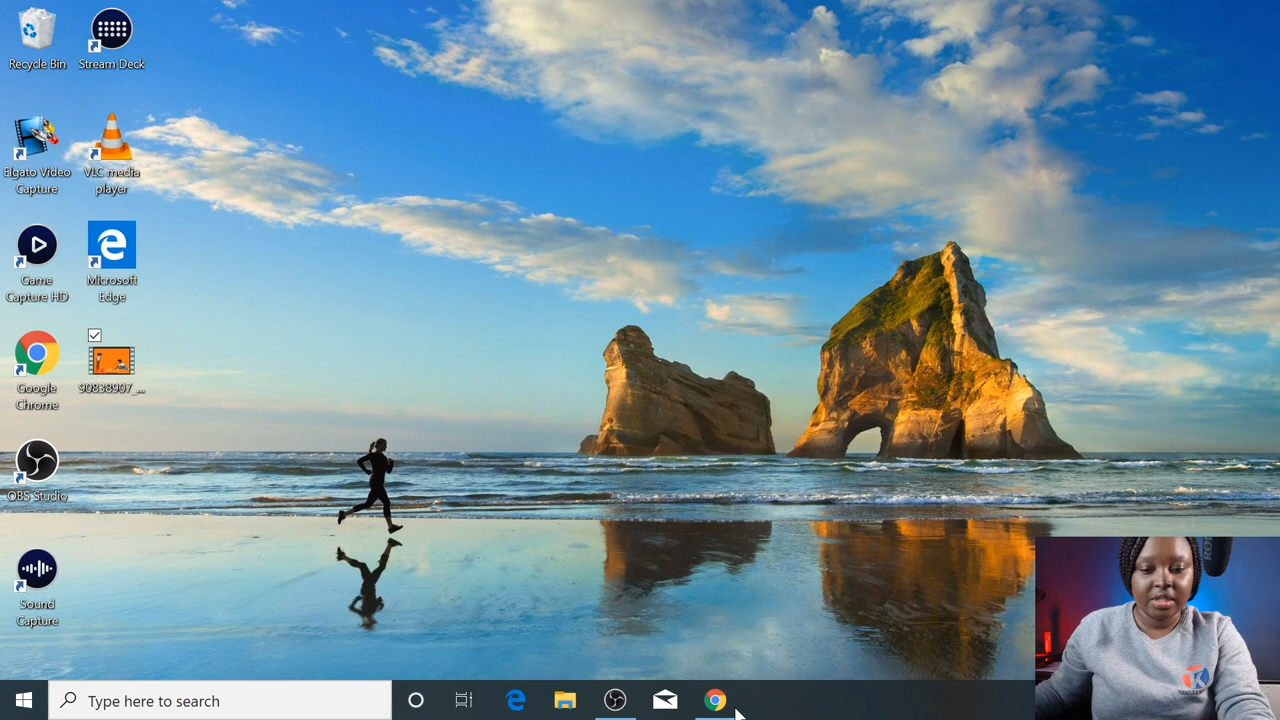 Recycle Bin
Stream Deck
Elgato Video
Capture
VLC media
player
Game
Capture HD
Microsoft
Edge
Google
Chrome
90838907_...
OBS Studio
Sound
Capture
Type here to search